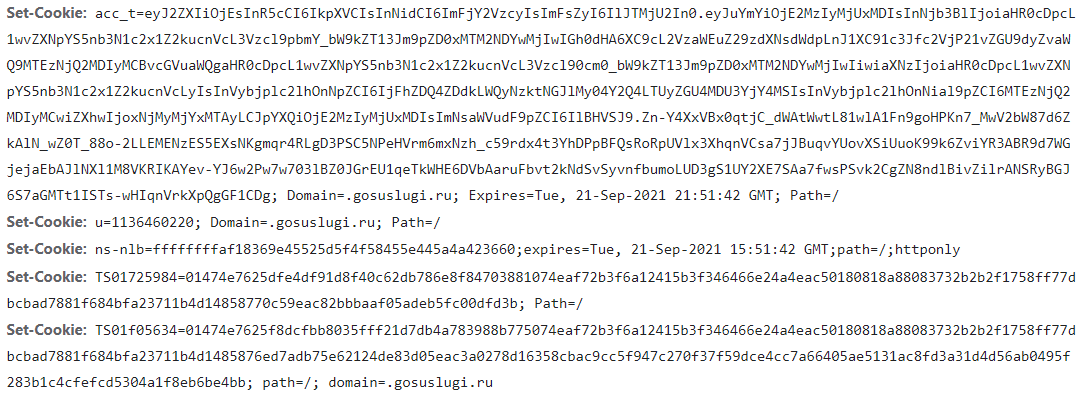 Set-Cookie: acc_t=eyJ2ZXIiOjEsInR5cCI6IkpXVCIsInNidCI6ImFjY2VzcyIsImFsZyI6IlJTMjU2In0.eyJuYmYiOjE2MzIyMjUxMDIsInNjb3BlIjoiaHR0cDpcL
1wvZXNpYS5nb3N1c2x1Z2kucnVcL3Vzcl9pbmY_bW9kZT13Jm9pZD0xMTM2NDYwMjIwIGh0dHA6XC9cL2VzaWEuZ29zdXNsdWdpLnJ1XC91c3Jfc2VjP21vZGU9dyZvaW
Q9MTEzNjQ2MDIyMCBvcGVuaWQgaHR0cDpcL1wvZXNpYS5nb3N1c2x1Z2kucnVcL3Vzcl90cm0_bW9kZT13Jm9pZD0xMTM2NDYwMjIwIiwiaXNzIjoiaHR0cDpcL1wvZXN
pYS5nb3N1c2x1Z2kucnVcLyIsInVybjplc2lhOnNpZCI6IjFhZDQ4ZDdkLWQyNzktNGJlMy04Y2Q4LTUyZGU4MDU3YjY4MSIsInVybjplc2lhOnNial9pZCI6MTEzNjQ2
MDIyMCwiZXhwIjoxNjMyMjYxMTAyLCJpYXQiOjE2MzIyMjUxMDIsImNsaWVudF9pZCI6IlBHVSJ9.Zn-Y4XxVBx0qtjC_dWAtWwtL81wlA1Fn9goHPKn7_MwV2bW87d6Z
kAlN_wZ0T_88o-2LLEMENzES5EXsNKgmqr4RLgD3PSC5NPeHVrm6mxNzh_c59rdx4t3YhDPpBFQsRoRpUVlx3XhqnVCsa7jJBuqvYUovXSiUuoK99k6ZviYR3ABR9d7WG
jejaEbAJlNXl1M8VKRIKAYev-YJ6w2Pw7w703lBZ0JGrEU1qeTkWHE6DVbAaruFbvt2kNdSvSyvnfbumoLUD3gS1UY2XE7SAa7fwsPSvk2CgZN8ndlBivZilrANSRyBGJ
6S7aGMTt1ISTs-wHIqnVrkXpQgGF1CDg; Domain=.gosuslugi.ru; Expires=Tue, 21-Sep-2021 21:51:42 GMT; Path=/
Set-Cookie: u=1136460220; Domain=.gosuslugi.ru; Path=/
Set-Cookie: ns-nlb=ffffffffaf18369e45525d5f4f58455e445a4a423660;expires=Tue, 21-Sep-2021 15:51:42 GMT;path=/;httponly
Set-Cookie: TS01725984=01474e7625dfe4df91d8f40c62db786e8f84703881074eaf72b3f6a12415b3f346466e24a4eac50180818a88083732b2b2f1758ff77d
bcbad7881f684bfa23711b4d14858770c59eac82bbbaaf05adeb5fc00dfd3b; Path=/
Set-Cookie: TS01f05634=01474e7625f8dcfbb8035fff21d7db4a783988b775074eaf72b3f6a12415b3f346466e24a4eac50180818a88083732b2b2f1758ff77d
bcbad7881f684bfa23711b4d1485876ed7adb75e62124de83d05eac3a0278d16358cbac9cc5f947c270f37f59dce4cc7a66405ae5131ac8fd3a31d4d56ab0495f
283b1c4cfefcd5304a1f8eb6be4bb; path=/; domain=.gosuslugi.ru